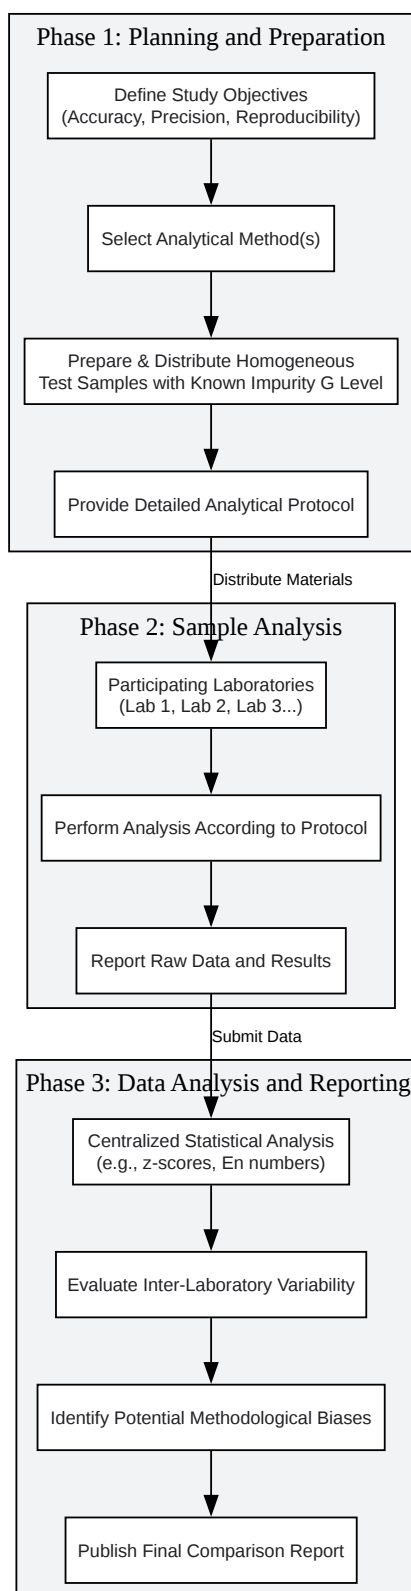 Phase 1: Planning and Preparation
Define Study Objectives
(Accuracy, Precision, Reproducibility)
Select Analytical Method(s)
Prepare & Distribute Homogeneous
Test Samples with Known Impurity G Level
Provide Detailed Analytical Protocol
Distribute Materials
Phase 2: Sample Analysis
Participating Laboratories
(Lab 1, Lab 2, Lab 3...)
Perform Analysis According to Protocol
Report Raw Data and Results
Submit Data
Phase 3: Data Analysis and Reporting
Centralized Statistical Analysis
(e.g., z-scores, En numbers)
Evaluate Inter-Laboratory Variability
Identify Potential Methodological Biases
Publish Final Comparison Report